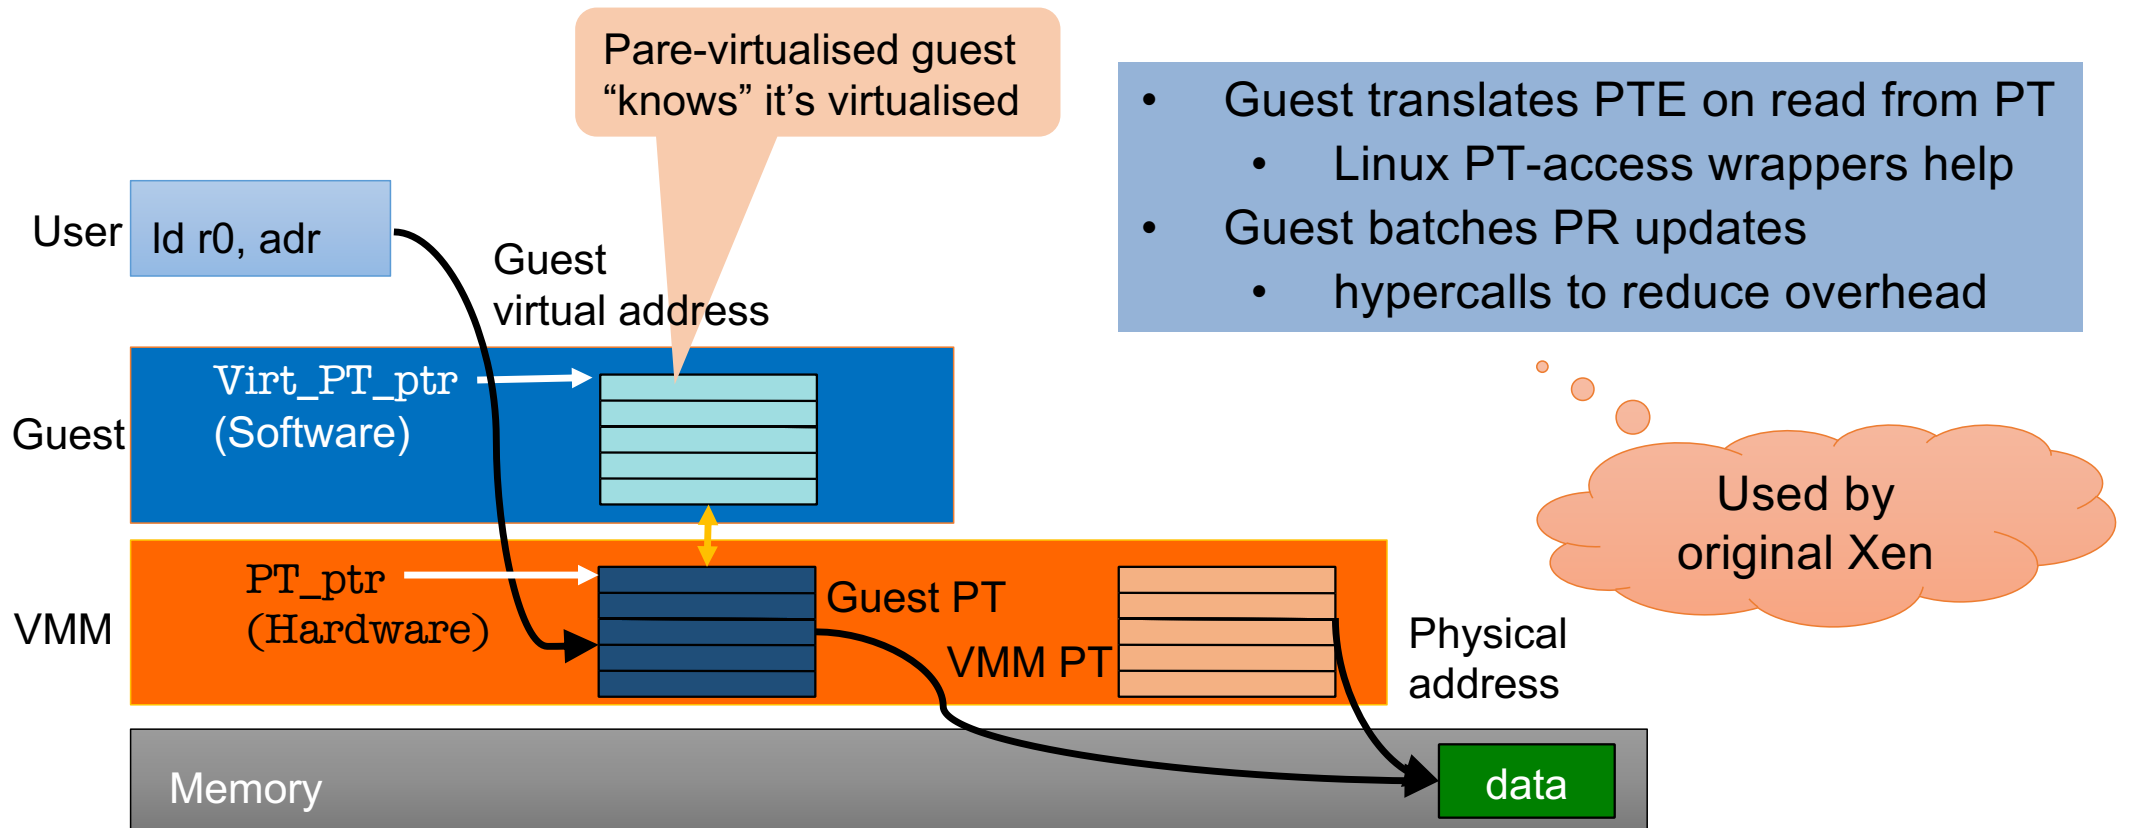 Pare-virtualised guest
“knows” it’s virtualised
• Guest translates PTE on read from PT
• Linux PT-access wrappers help
• Guest batches PR updates
• hypercalls to reduce overhead
User
ld r0, adr
Guest
virtual address
Virt_PT_ptr
(Software)
Guest
Used by
original Xen
PT_ptr
(Hardware)
VMM
Guest PT
VMM PT
Physical
address
Memory
data